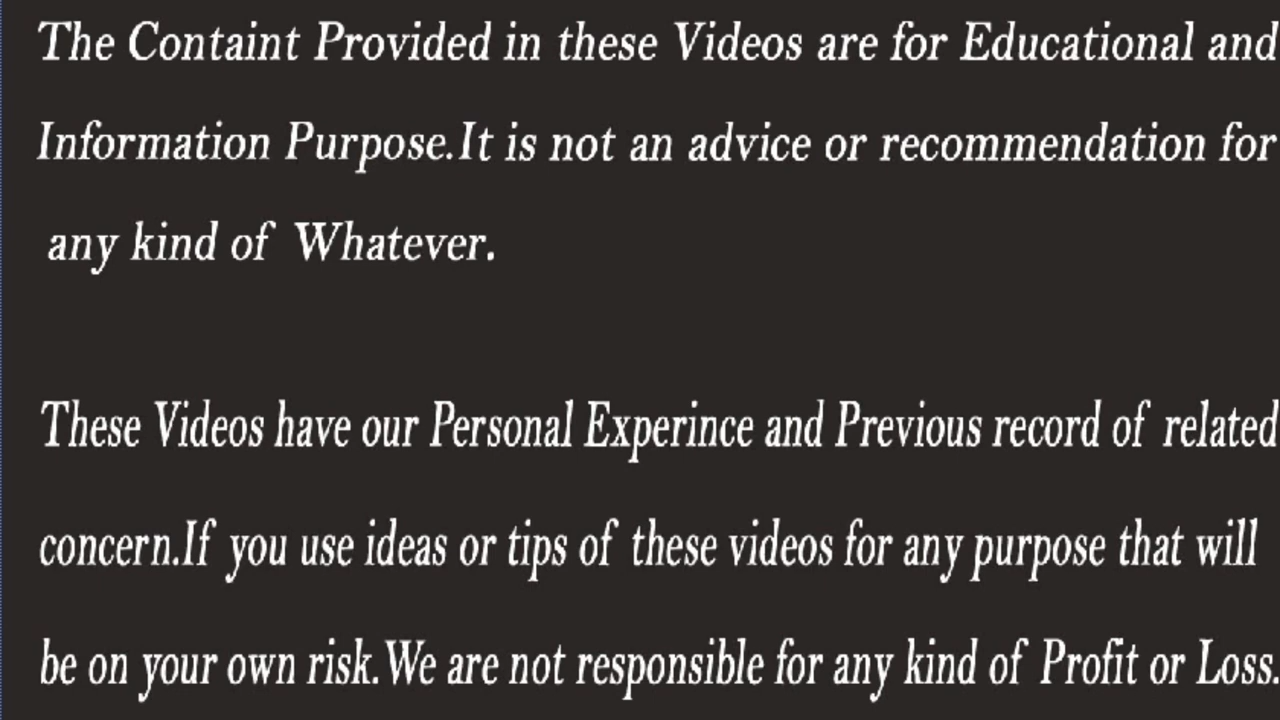 The Containt Provided in these Videos are for Educational and
Information Purpose.It is not an advice or recommendation for
any kind of Whatever.
These Videos have our Personal Experince and Previous record of related
concern.If you use ideas or tips of these videos for any purpose that will
be on your own risk.We are not responsible for any kind of Profit or Loss.